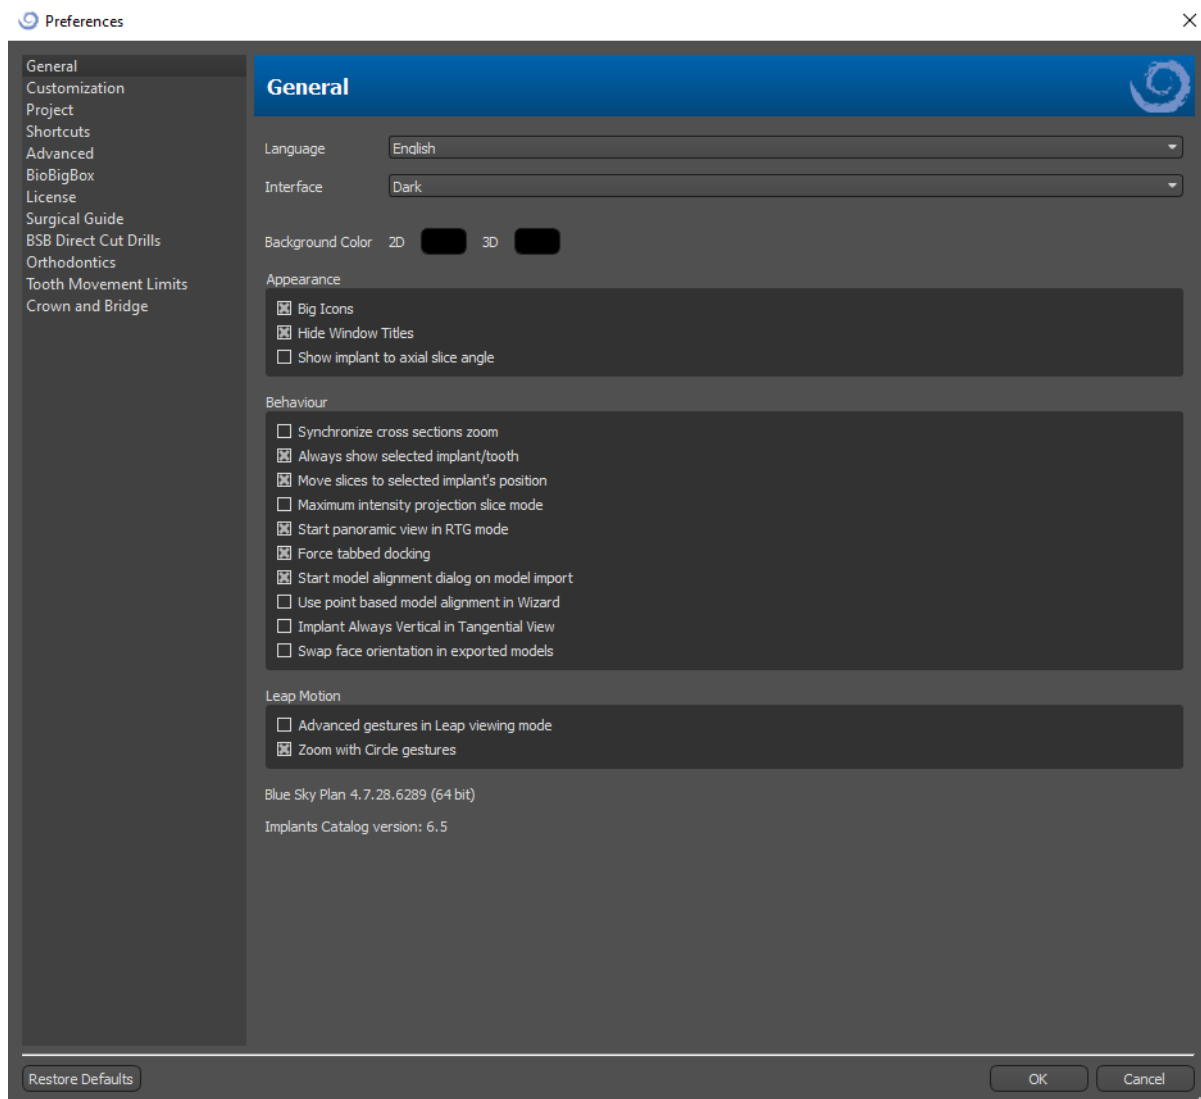 Preferences
General
Customization
Project
Shortcuts
Advanced
BioBigBox
License
Surgical Guide
BSB Direct Cut Drills
Orthodontics
Tooth Movement Limits
Crown and Bridge
General
Language English
Interface Dark
Background Color 2D 3D
Appearance
Big Icons
Hide Window Titles
Show implant to axial slice angle
Behaviour
Synchronize cross sections zoom
Always show selected implant/tooth
Move slices to selected implant's position
Maximum intensity projection slice mode
Start panoramic view in RTG mode
Force tabbed docking
Start model alignment dialog on model import
Use point based model alignment in Wizard
Implant Always Vertical in Tangential View
Swap face orientation in exported models
Leap Motion
Advanced gestures in Leap viewing mode
Zoom with Circle gestures
Blue Sky Plan 4.7.28.6289 (64 bit)
Implants Catalog version: 6.5
Restore Defaults OK Cancel